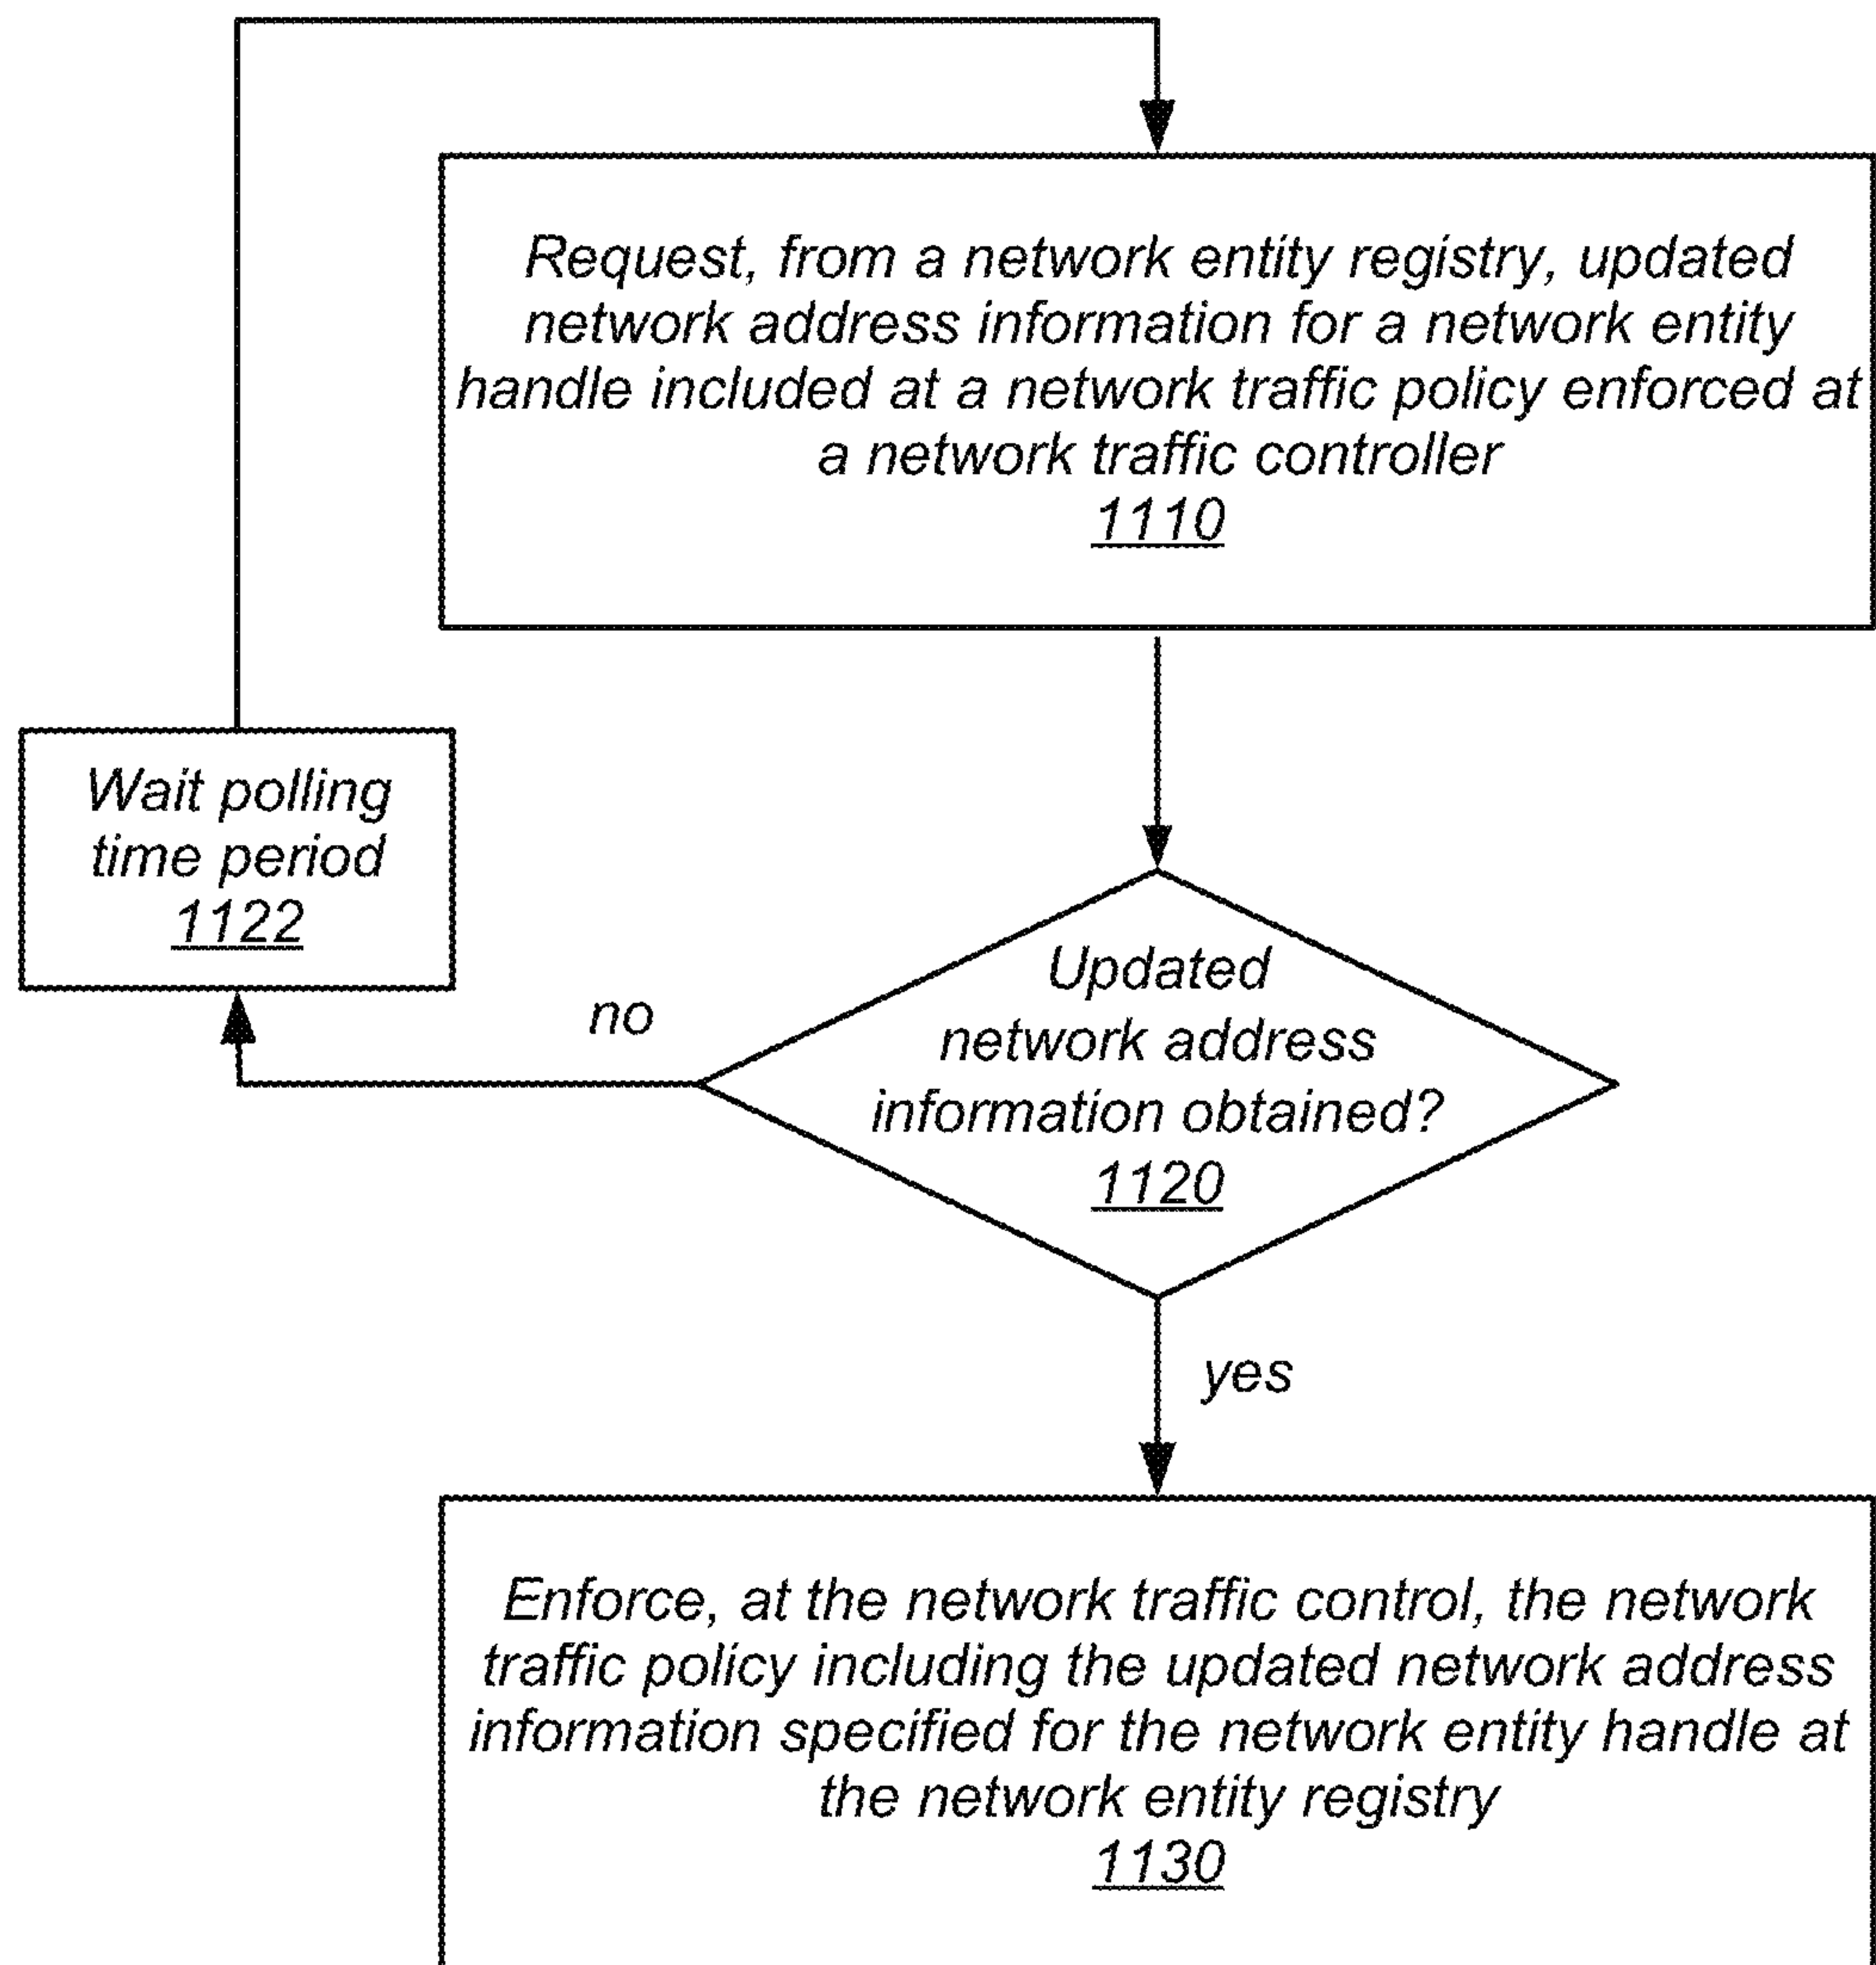 Request, from a network entity registry, updated
network address information for a network entity
handle included at a network traffic policy enforced at
a network traffic controller
1110
Wait polling
time period
1122
no
Updated
network address
information obtained?
1120
yes
Enforce, at the network traffic control, the network
traffic policy including the updated network address
information specified for the network entity handle at
the network entity registry
1130